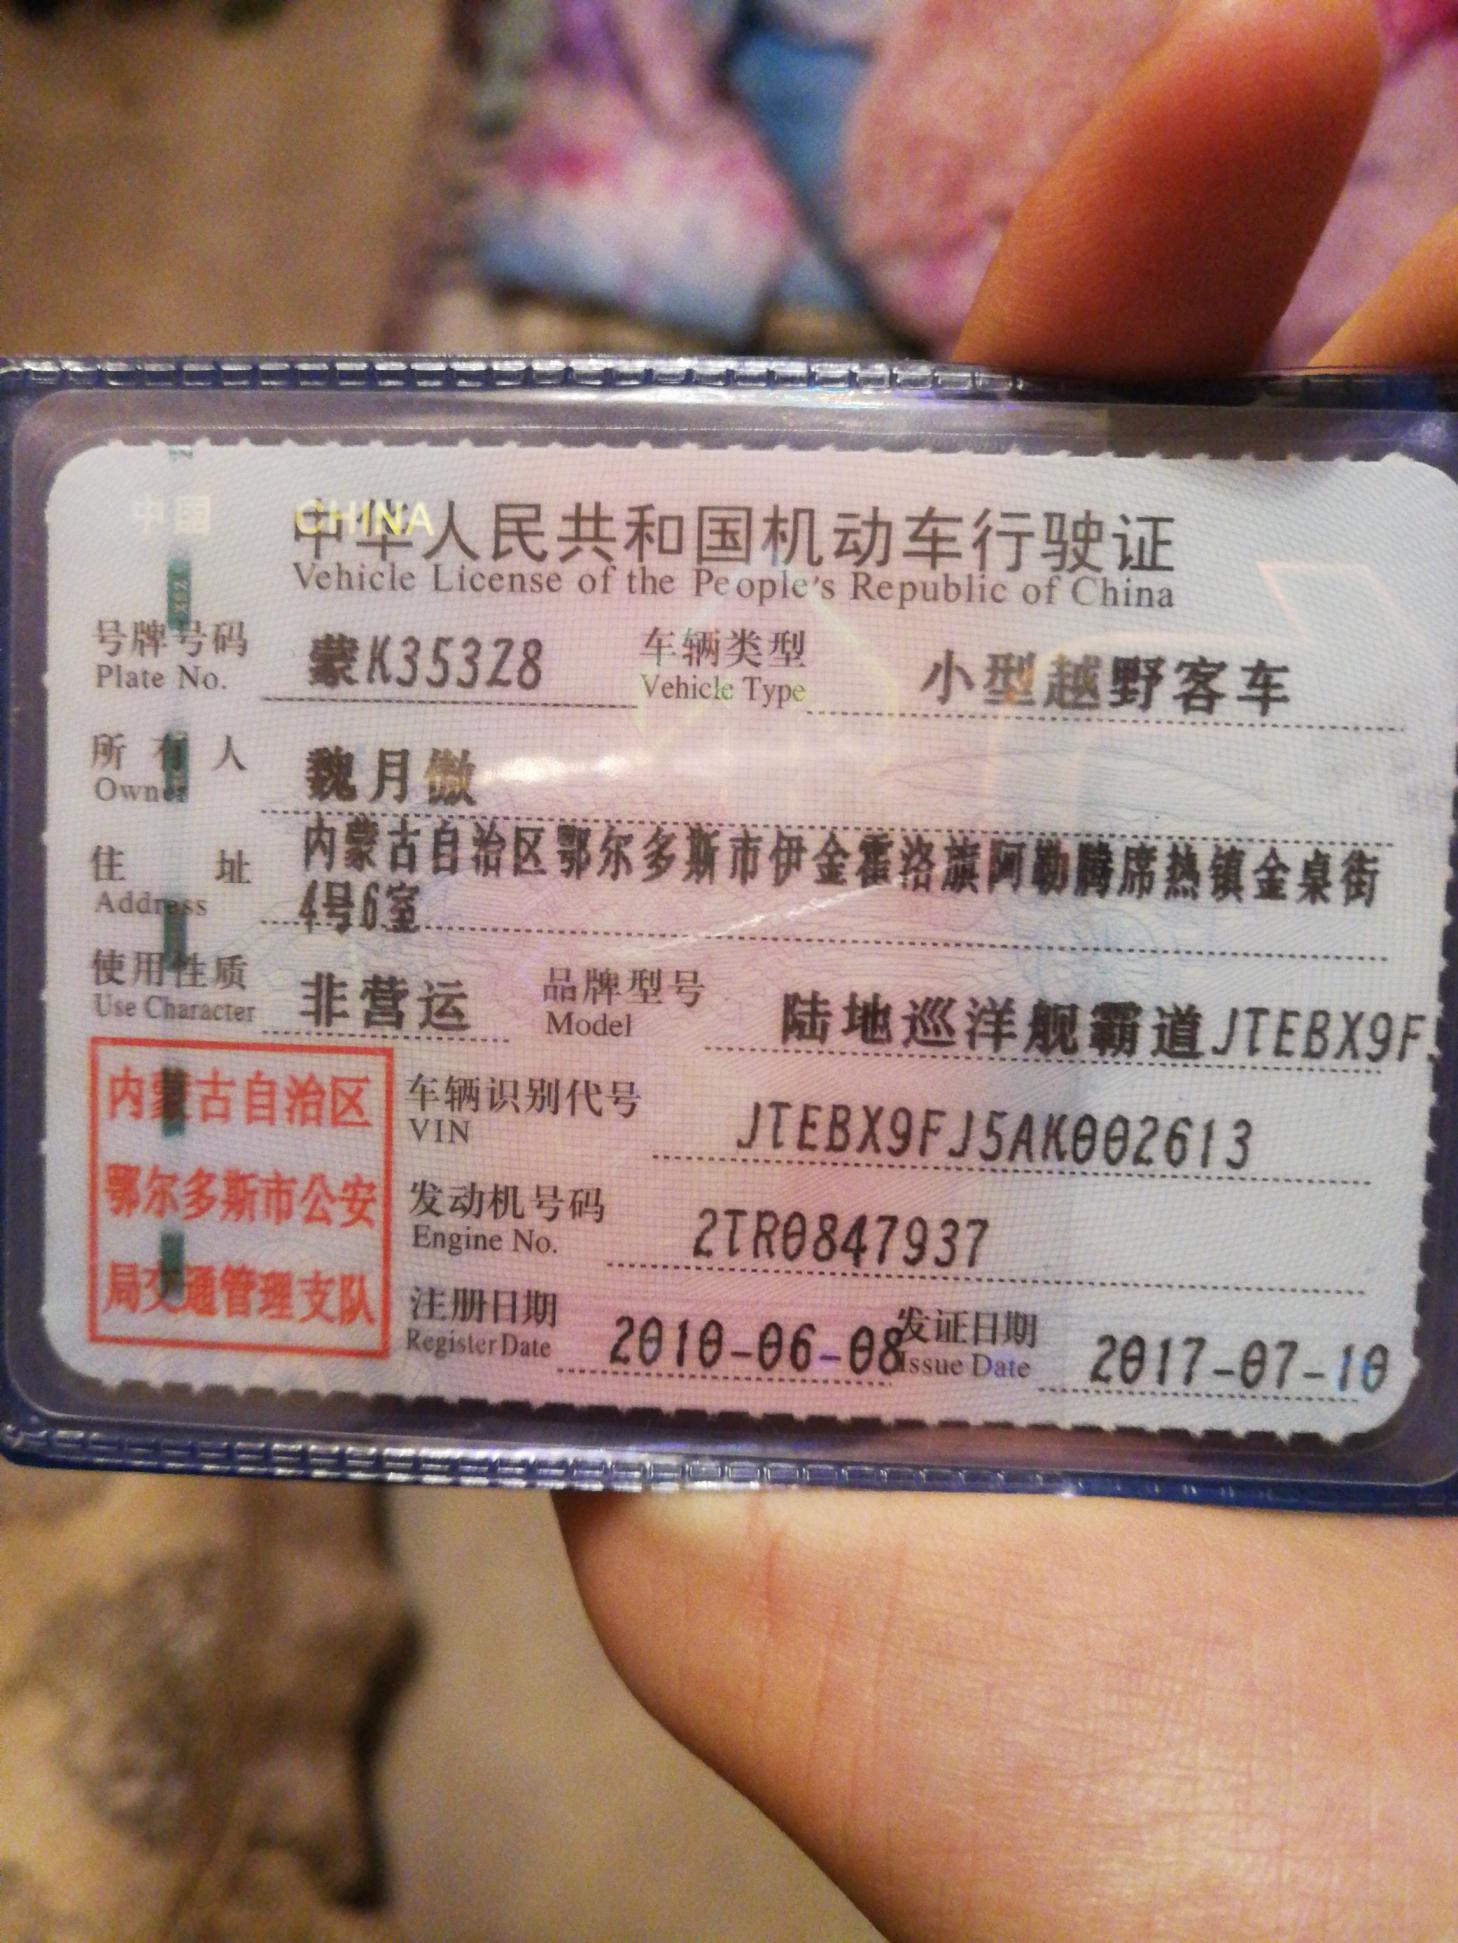 中国 CHINA
中华人民共和国机动车行驶证
Vehicle License of the People's Republic of China
号牌号码 蒙K35328 车辆类型 小型越野客车
Plate No. Vehicle Type
所有人 魏月傲
Owner
住址 内蒙古自治区鄂尔多斯市伊金霍洛旗阿勒腾席热镇金桌街
Address 4号6室
使用性质 非营运 品牌型号 陆地巡洋舰霸道JTEBX9F
Use Character Model
内蒙古自治区
鄂尔多斯市公安
局交通管理支队
车辆识别代号 JTEBX9FJ5AK002613
VIN
发动机号码 2TR0847937
Engine No.
注册日期 2010-06-08 发证日期 2017-07-10
Register Date Issue Date